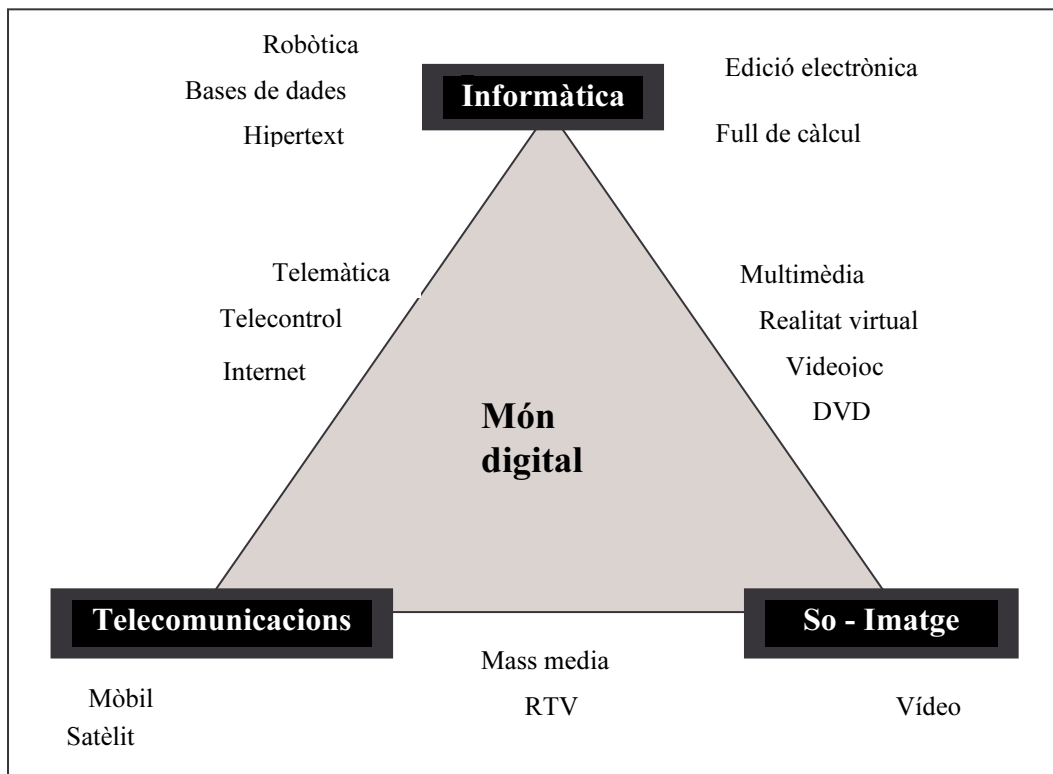 Robòtica
Bases de dades
Hipertext
Informàtica
Edició electrònica
Full de càlcul
Telemàtica
Telecontrol
Internet
Multimèdia
Realitat virtual
Videojoc
DVD
Món
digital
Telecomunicacions
So - Imatge
Mass media
RTV
Mòbil
Satèlit
Vídeo